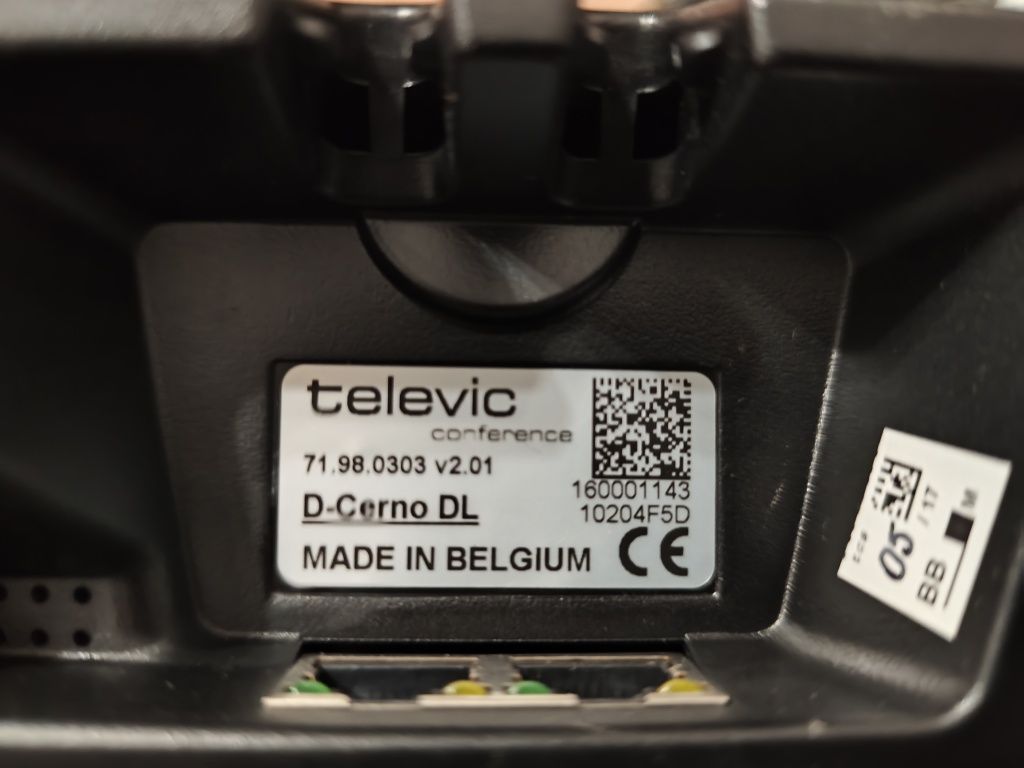 televic
conference
71.98.0303 v2.01
D-Cerno DL
MADE IN BELGIUM
160001143
10204F5D
CE
05 / 17
BB M